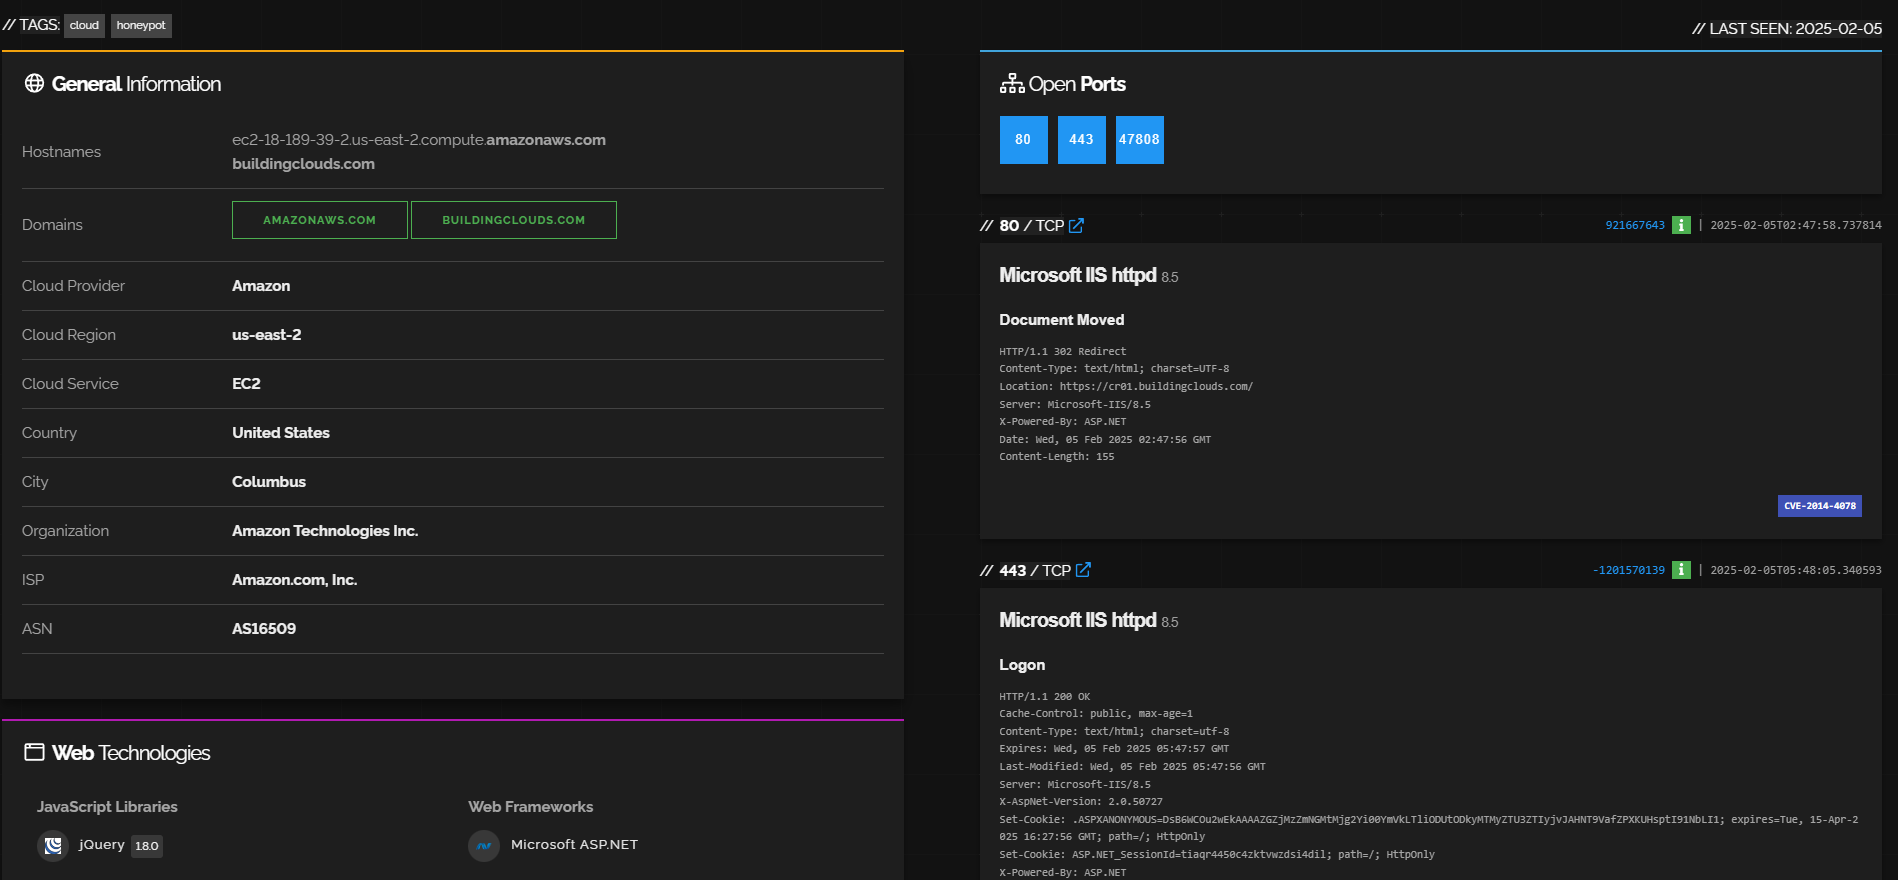 // TAGS: cloud honeypot
// LAST SEEN: 2025-02-05
General Information
Hostnames
ec2-18-189-39-2.us-east-2.compute.amazonaws.com
buildingclouds.com
Domains
AMAZONAWS.COM BUILDINGCLOUDS.COM
Cloud Provider Amazon
Cloud Region us-east-2
Cloud Service EC2
Country United States
City Columbus
Organization Amazon Technologies Inc.
ISP Amazon.com, Inc.
ASN AS16509
Web Technologies
JavaScript Libraries
jQuery 1.8.0
Web Frameworks
Microsoft ASP.NET
Open Ports
80 443 47808
// 80 / TCP
921667643 | 2025-02-05T02:47:58.737814
Microsoft IIS httpd 8.5
Document Moved
HTTP/1.1 302 Redirect
Content-Type: text/html; charset=UTF-8
Location: https://cr01.buildingclouds.com/
Server: Microsoft-IIS/8.5
X-Powered-By: ASP.NET
Date: Wed, 05 Feb 2025 02:47:56 GMT
Content-Length: 155
CVE-2014-4078
// 443 / TCP
-1201570139 | 2025-02-05T05:48:05.340593
Microsoft IIS httpd 8.5
Logon
HTTP/1.1 200 OK
Cache-Control: public, max-age=1
Content-Type: text/html; charset=utf-8
Expires: Wed, 05 Feb 2025 05:47:57 GMT
Last-Modified: Wed, 05 Feb 2025 05:47:56 GMT
Server: Microsoft-IIS/8.5
X-AspNet-Version: 2.0.50727
Set-Cookie: .ASPXANONYMOUS=DsB6WCOu2wEkAAAAZGZjMzZmNGMtMjg2Yi00YmVkLTliODUtODkyMTMyZTU3ZTIyjvJAHNT9VafZPXKUHsptI91NbLI1; expires=Tue, 15-Apr-2
025 16:27:56 GMT; path=/; HttpOnly
Set-Cookie: ASP.NET_SessionId=tiaqr4450c4zktvwzdsi4dil; path=/; HttpOnly
X-Powered-By: ASP.NET